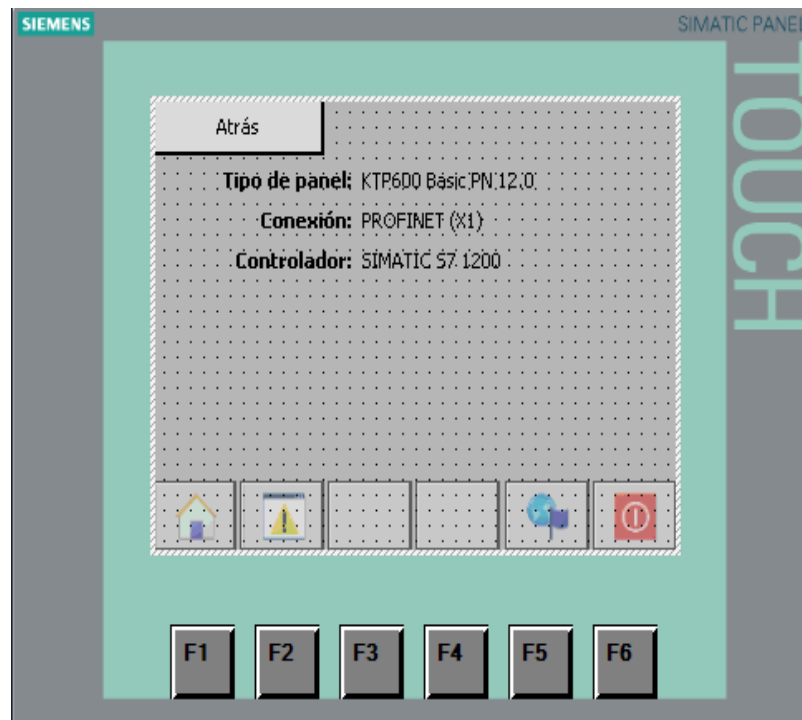 SIEMENS
SIMATIC PANEL
TOUCH
Atrás
Tipo de panel: KTP600 Basic PN 12.0
Conexión: PROFINET (X1)
Controlador: SIMATIC S7 1200
F1 F2 F3 F4 F5 F6